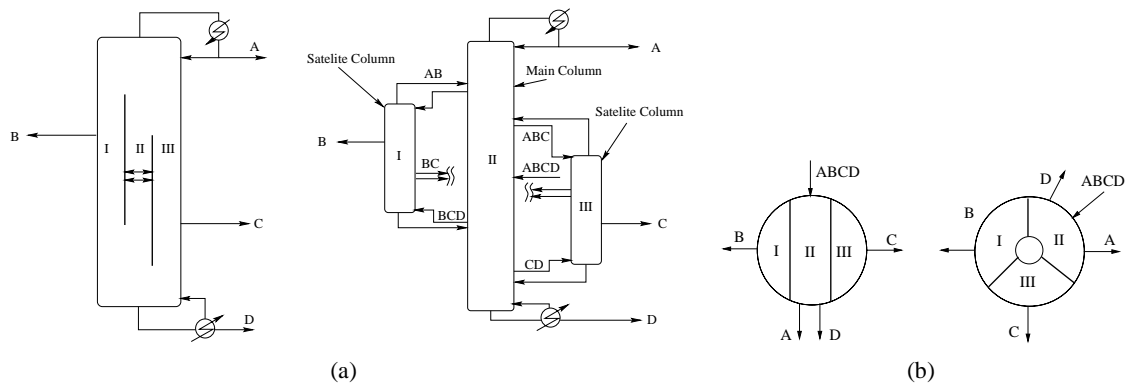 A
B
I
II
III
C
D
Satelite Column
AB
A
Main Column
Satelite Column
B
I
BC
II
ABC
ABCD
III
BCD
C
CD
D
(a)
ABCD
B
I
II
III
C
A
D
D
ABCD
B
I
II
A
III
C
(b)